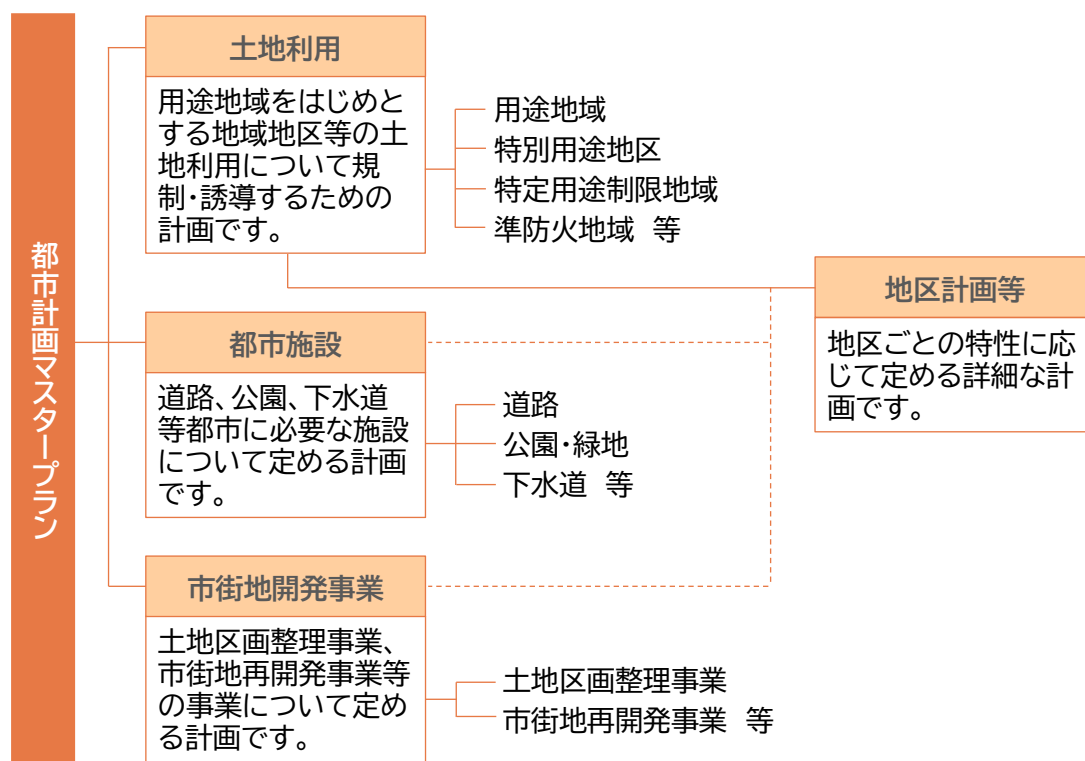 都市計画マスタープラン
土地利用
用途地域をはじめと
する地域地区等の土
地利用について規
制・誘導するための
計画です。
用途地域
特別用途地区
特定用途制限地域
準防火地域 等
都市施設
道路、公園、下水道
等都市に必要な施設
について定める計画
です。
道路
公園・緑地
下水道 等
市街地開発事業
土地区画整理事業、
市街地再開発事業等
の事業について定め
る計画です。
土地区画整理事業
市街地再開発事業 等
地区計画等
地区ごとの特性に応
じて定める詳細な計
画です。